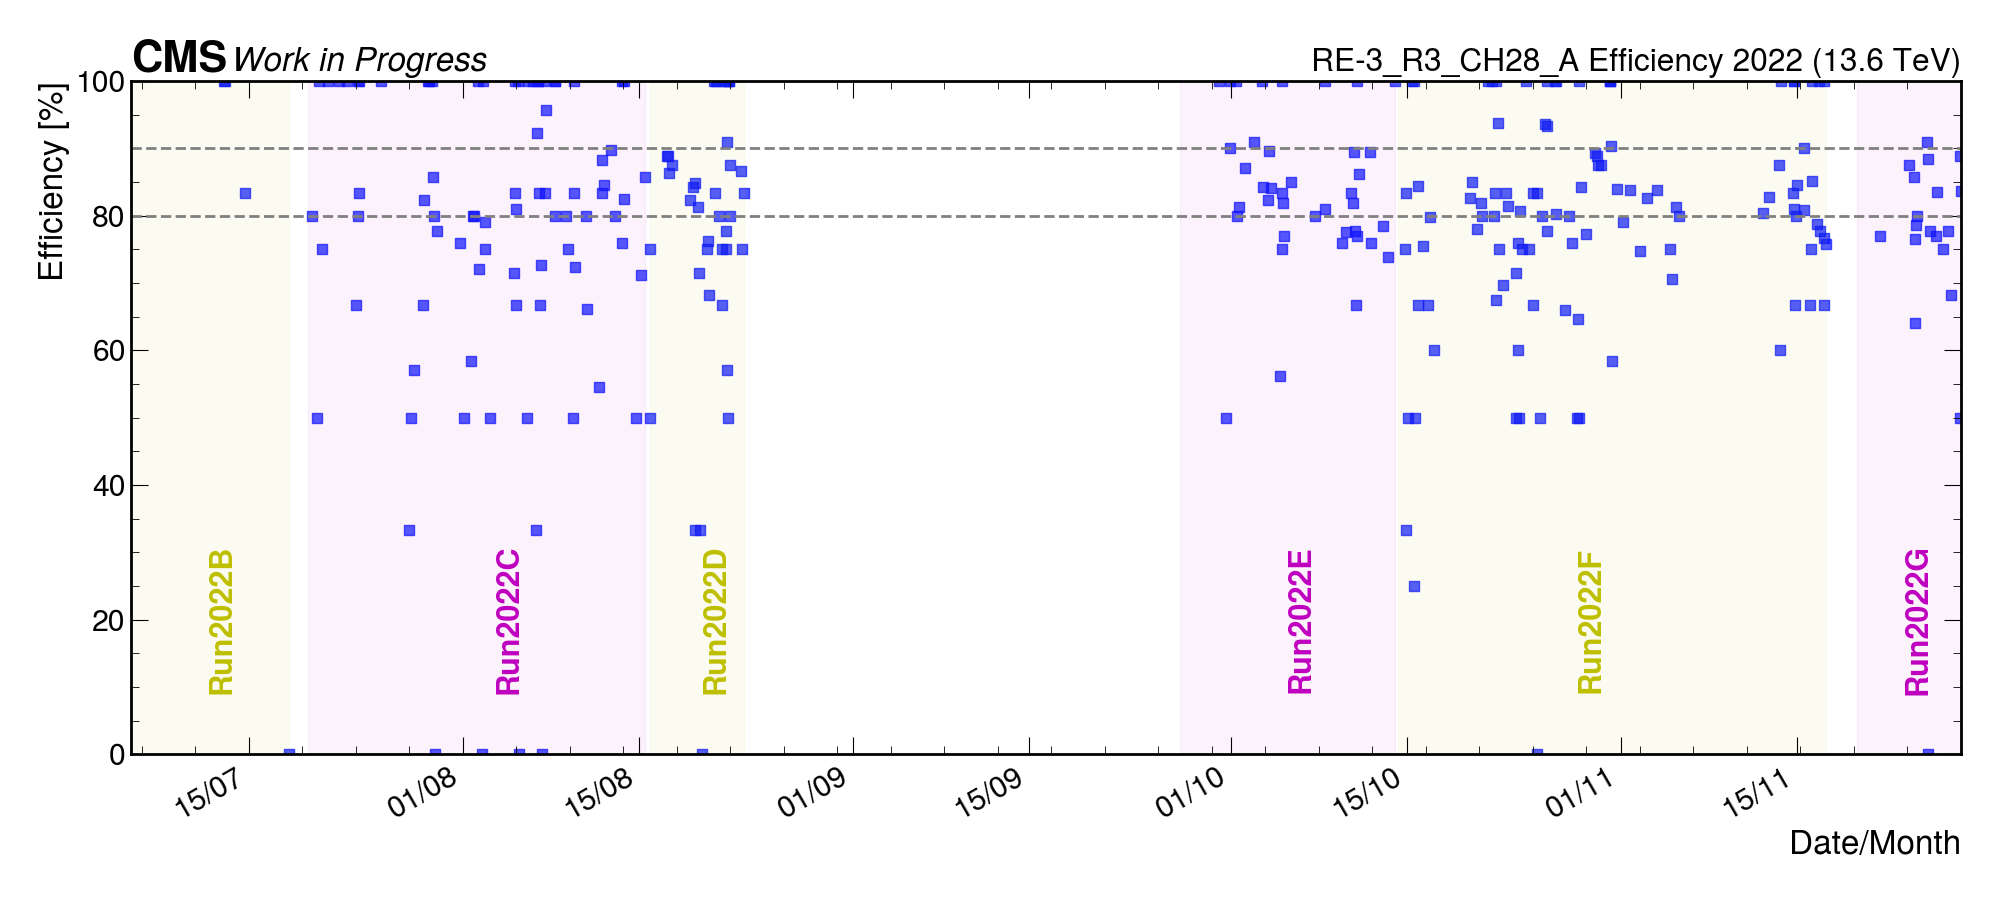 CMS Work in Progress
RE-3_R3_CH28_A Efficiency 2022 (13.6 TeV)
Efficiency [%]
100
80
60
40
20
0
Run2022B
Run2022C
Run2022D
Run2022E
Run2022F
Run2022G
15/07
01/08
15/08
01/09
15/09
01/10
15/10
01/11
15/11
Date/Month